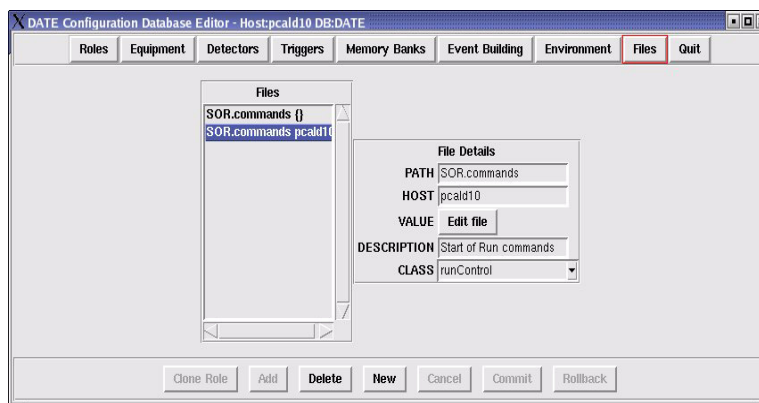 X DATE Configuration Database Editor - Host:pcald10 DB:DATE
Roles Equipment Detectors Triggers Memory Banks Event Building Environment Files Quit
Files
SOR.commands {}
SOR.commands pcald10
File Details
PATH SOR.commands
HOST pcald10
VALUE Edit file
DESCRIPTION Start of Run commands
CLASS runControl
Clone Role Add Delete New Cancel Commit Rollback